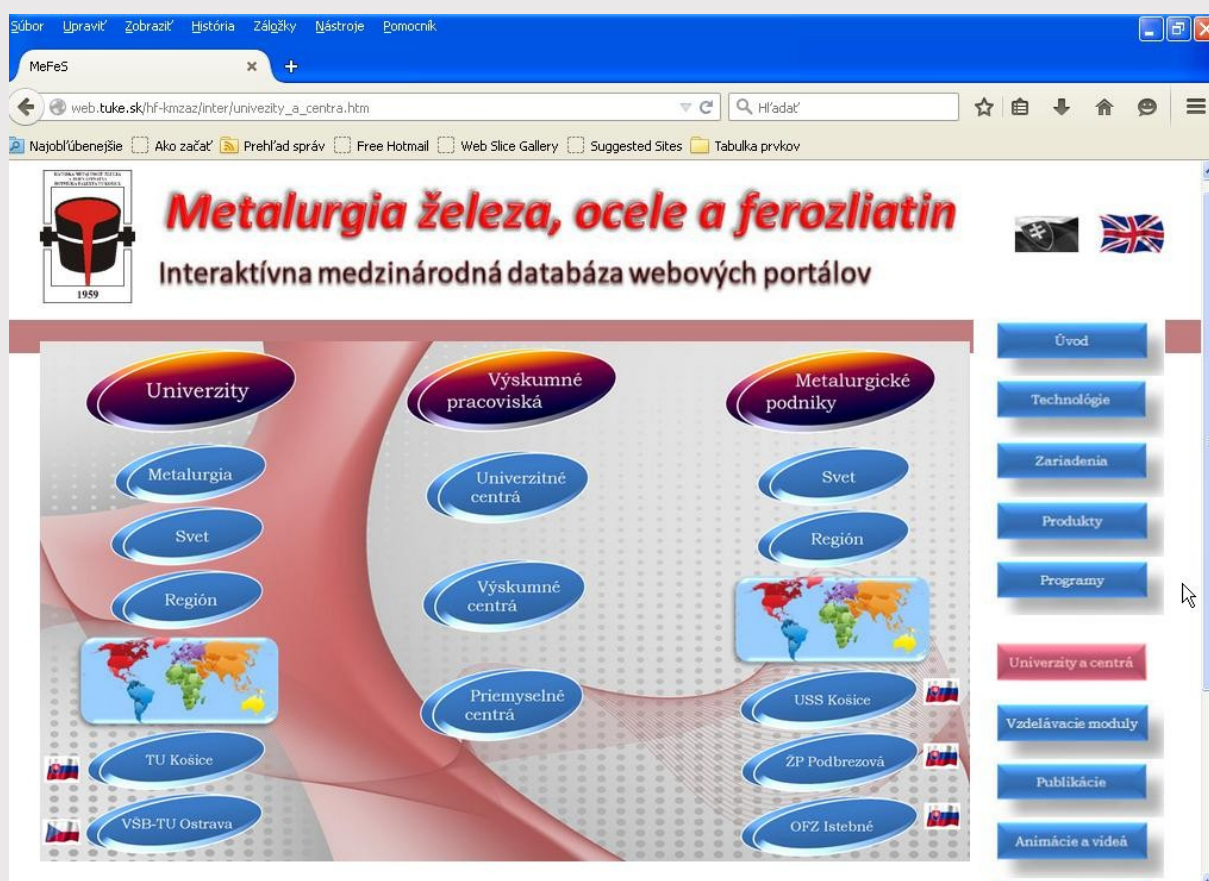 Súbor Upraviť Zobraziť História Záložky Nástroje Pomocník
MeFeS
web.tuke.sk/hf-kmzaz/inter/univezity_a_centra.htm
Hľadať
Najobľúbenejšie Ako začať Prehľad správ Free Hotmail Web Slice Gallery Suggested Sites Tabulka prvkov
1959
Metalurgia železa, ocele a ferozliatin
Interaktívna medzinárodná databáza webových portálov
Univerzity
Metalurgia
Svet
Región
TU Košice
VŠB-TU Ostrava
Výskumné
pracoviská
Univerzitné
centrá
Výskumné
centrá
Priemyselné
centrá
Metalurgické
podniky
Svet
Región
USS Košice
ŽP Podbrezová
OFZ Istebné
Úvod
Technológie
Zariadenia
Produkty
Programy
Univerzity a centrá
Vzdelávacie moduly
Publikácie
Animácie a videá